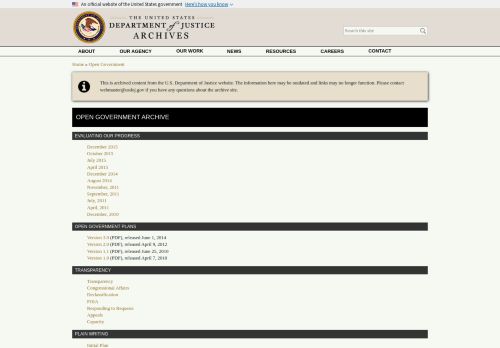 An official website of the United States government Here's how you know
THE UNITED STATES
DEPARTMENT of JUSTICE
ARCHIVES
Search this site
ABOUT OUR AGENCY OUR WORK NEWS RESOURCES CAREERS CONTACT
Home » Open Government
This is archived content from the U.S. Department of Justice website. The information here may be outdated and links may no longer function. Please contact
webmaster@usdoj.gov if you have any questions about the archive site.
OPEN GOVERNMENT ARCHIVE
EVALUATING OUR PROGRESS
December 2015
October 2015
July 2015
April 2015
December 2014
August 2014
November, 2011
September, 2011
July, 2011
April, 2011
December, 2010
OPEN GOVERNMENT PLANS
Version 3.0 (PDF), released June 1, 2014
Version 2.0 (PDF), released April 9, 2012
Version 1.1 (PDF), released June 25, 2010
Version 1.0 (PDF), released April 7, 2010
TRANSPARENCY
Transparency
Congressional Affairs
Declassification
FOIA
Responding to Requests
Appeals
Capacity
PLAIN WRITING
Initial Plan